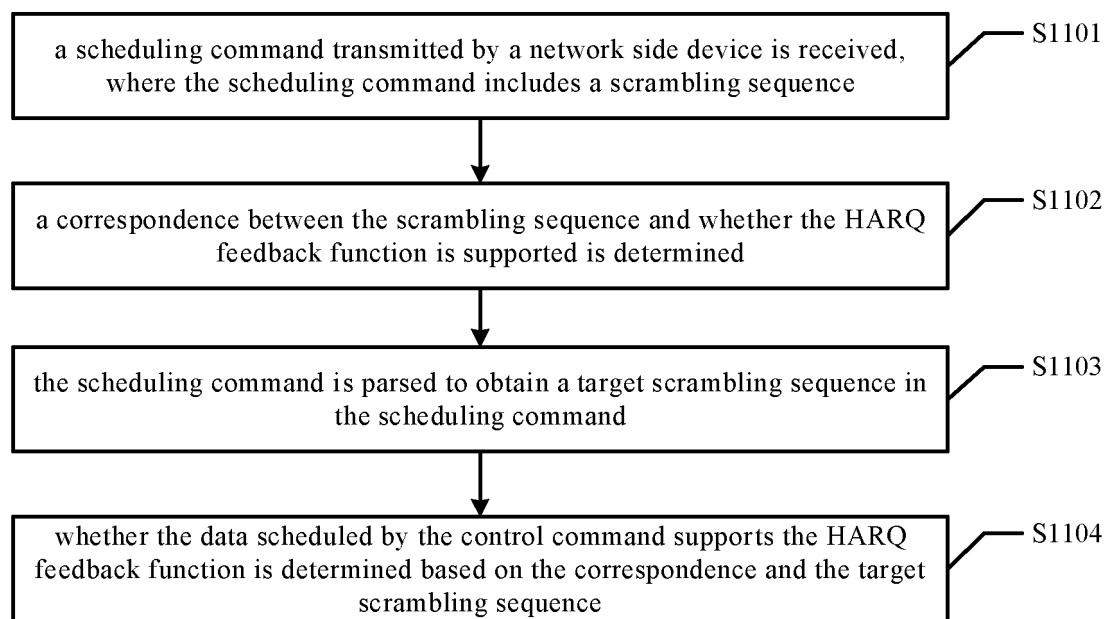 a scheduling command transmitted by a network side device is received,
where the scheduling command includes a scrambling sequence
S1101
a correspondence between the scrambling sequence and whether the HARQ
feedback function is supported is determined
S1102
the scheduling command is parsed to obtain a target scrambling sequence in
the scheduling command
S1103
whether the data scheduled by the control command supports the HARQ
feedback function is determined based on the correspondence and the target
scrambling sequence
S1104